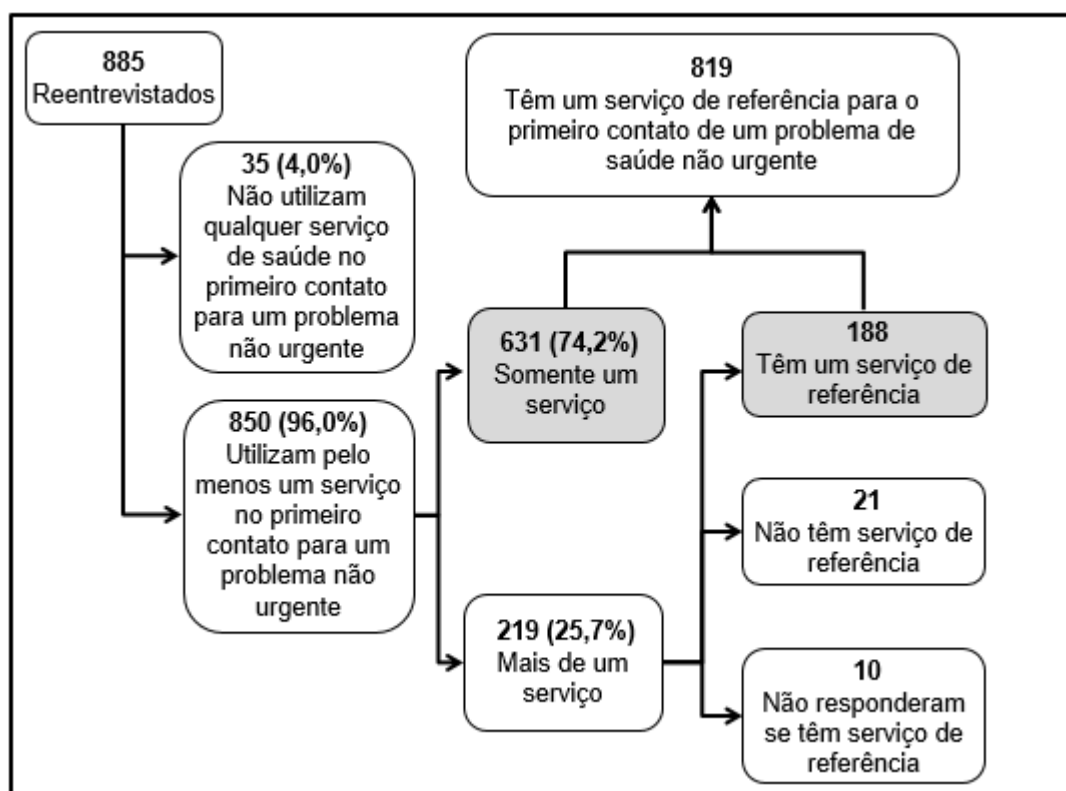 885
Reentrevistados
819
Têm um serviço de referência para o
primeiro contato de um problema de
saúde não urgente
35 (4,0%)
Não utilizam
qualquer serviço
de saúde no
primeiro contato
para um problema
não urgente
631 (74,2%)
Somente um
serviço
188
Têm um serviço de
referência
850 (96,0%)
Utilizam pelo
menos um serviço
no primeiro
contato para um
problema não
urgente
21
Não têm serviço de
referência
219 (25,7%)
Mais de um
serviço
10
Não responderam
se têm serviço de
referência